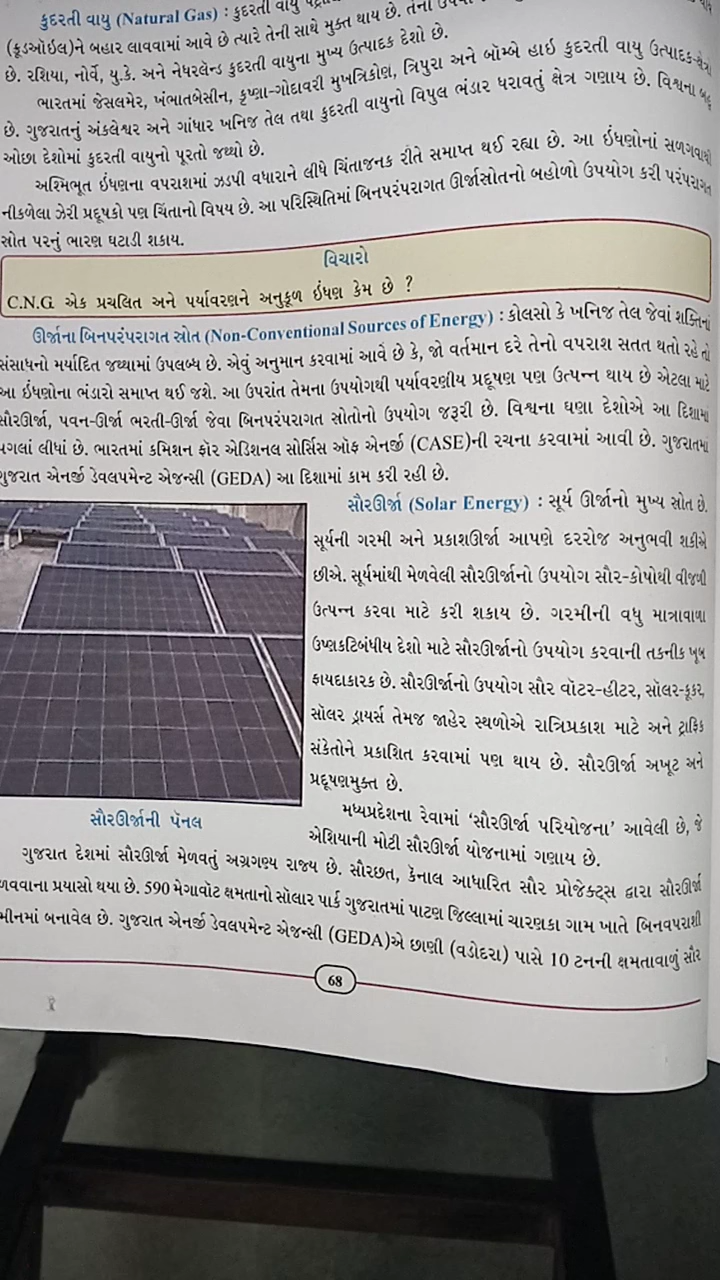 કુદરતી વાયુ (Natural Gas) : કુદરતી વાયુ
(ક્રૂડઓઇલ)ને બહાર લાવવામાં આવે છે ત્યારે તેની સાથે મુક્ત થાય છે. તેના
છે. રશિયા, નોર્વે, યુ.કે. અને નેધરલેન્ડ કુદરતી વાયુના મુખ્ય ઉત્પાદક દેશો છે.
ભારતમાં જેસલમેર, ખંભાતબેસીન, કૃષ્ણા-ગોદાવરી મુખત્રિકોણ, ત્રિપુરા અને બૉમ્બે હાઇ કુદરતી વાયુ ઉત્પાદક-ક્ષેત્રો
છે. ગુજરાતનું અંકલેશ્વર અને ગાંધાર ખનિજ તેલ તથા કુદરતી વાયુનો વિપુલ ભંડાર ધરાવતું ક્ષેત્ર ગણાય છે. વિશ્વના બહુ
ઓછા દેશોમાં કુદરતી વાયુનો પૂરતો જથ્થો છે.
અશ્મિભૂત ઇંધણના વપરાશમાં ઝડપી વધારાને લીધે ચિંતાજનક રીતે સમાપ્ત થઈ રહ્યા છે. આ ઇંધણોનાં સળગવાથી
નીકળેલા ઝેરી પ્રદૂષકો પણ ચિંતાનો વિષય છે. આ પરિસ્થિતિમાં બિનપરંપરાગત ઊર્જાસ્રોતનો બહોળો ઉપયોગ કરી પરંપરાગત
સ્રોત પરનું ભારણ ઘટાડી શકાય.
વિચારો
C.N.G. એક પ્રચલિત અને પર્યાવરણને અનુકૂળ ઇંધણ કેમ છે ?
ઊર્જાના બિનપરંપરાગત સ્રોત (Non-Conventional Sources of Energy) : કોલસો કે ખનિજ તેલ જેવાં શક્તિનાં
સંસાધનો મર્યાદિત જથ્થામાં ઉપલબ્ધ છે. એવું અનુમાન કરવામાં આવે છે કે, જો વર્તમાન દરે તેનો વપરાશ સતત થતો રહે તો
આ ઇંધણોના ભંડારો સમાપ્ત થઈ જશે. આ ઉપરાંત તેમના ઉપયોગથી પર્યાવરણીય પ્રદૂષણ પણ ઉત્પન્ન થાય છે એટલા માટે
સૌરઊર્જા, પવન-ઊર્જા ભરતી-ઊર્જા જેવા બિનપરંપરાગત સ્રોતોનો ઉપયોગ જરૂરી છે. વિશ્વના ઘણા દેશોએ આ દિશામાં
પગલાં લીધાં છે. ભારતમાં કમિશન ફૉર એડિશનલ સોર્સિસ ઑફ એનર્જી (CASE)ની રચના કરવામાં આવી છે. ગુજરાતમાં
ગુજરાત એનર્જી ડેવલપમેન્ટ એજન્સી (GEDA) આ દિશામાં કામ કરી રહી છે.
સૌરઊર્જા (Solar Energy) : સૂર્ય ઊર્જાનો મુખ્ય સ્રોત છે.
સૂર્યની ગરમી અને પ્રકાશઊર્જા આપણે દરરોજ અનુભવી શકીએ
છીએ. સૂર્યમાંથી મેળવેલી સૌરઊર્જાનો ઉપયોગ સૌર-કોષોથી વીજળી
ઉત્પન્ન કરવા માટે કરી શકાય છે. ગરમીની વધુ માત્રાવાળા
ઉષ્ણકટિબંધીય દેશો માટે સૌરઊર્જાનો ઉપયોગ કરવાની તકનીક ખૂબ
ફાયદાકારક છે. સૌરઊર્જાનો ઉપયોગ સૌર વૉટર-હીટર, સૉલર-કૂકર,
સૉલર ડ્રાયર્સ તેમજ જાહેર સ્થળોએ રાત્રિપ્રકાશ માટે અને ટ્રાફિક
સંકેતોને પ્રકાશિત કરવામાં પણ થાય છે. સૌરઊર્જા અખૂટ અને
પ્રદૂષણમુક્ત છે.
સૌરઊર્જાની પૅનલ
મધ્યપ્રદેશના રેવામાં ‘સૌરઊર્જા પરિયોજના’ આવેલી છે, જે
એશિયાની મોટી સૌરઊર્જા યોજનામાં ગણાય છે.
ગુજરાત દેશમાં સૌરઊર્જા મેળવતું અગ્રગણ્ય રાજ્ય છે. સૌરછત, કૅનાલ આધારિત સૌર પ્રોજેક્ટ્સ દ્વારા સૌરઊર્જા
મેળવવાના પ્રયાસો થયા છે. 590 મેગાવૉટ ક્ષમતાનો સૉલાર પાર્ક ગુજરાતમાં પાટણ જિલ્લામાં ચારણકા ગામ ખાતે બિનવપરાશી
જમીનમાં બનાવેલ છે. ગુજરાત એનર્જી ડેવલપમેન્ટ એજન્સી (GEDA)એ છાણી (વડોદરા) પાસે 10 ટનની ક્ષમતાવાળું સૌર
68